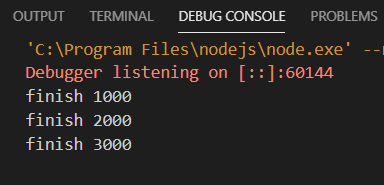 OUTPUT TERMINAL DEBUG CONSOLE PROBLEMS
'C:\Program Files\nodejs\node.exe'
Debugger listening on [::]:60144
finish 1000
finish 2000
finish 3000